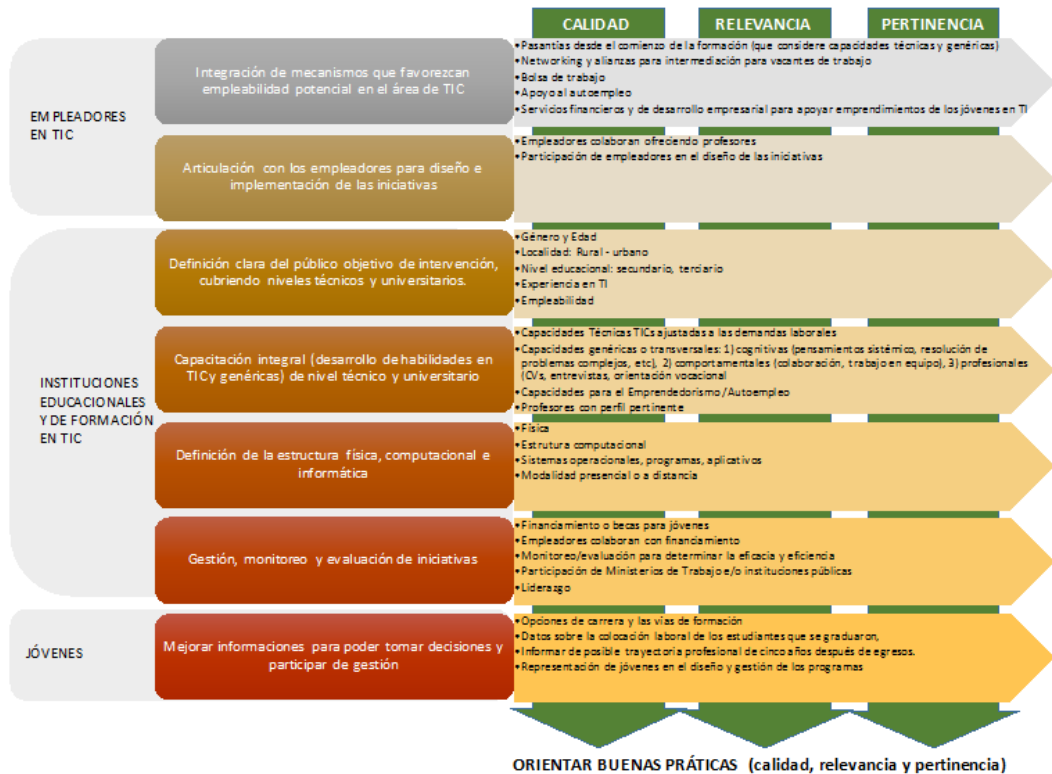 CALIDAD
RELEVANCIA
PERTINENCIA
EMPLEADORES
EN TIC
Integración de mecanismos que favorezcan
empleabilidad potencial en el área de TIC
•Pasantías desde el comienzo de la formación (que considere capacidades técnicas y genéricas)
•Networking y alianzas para intermediación para vacantes de trabajo
•Bolsa de trabajo
•Apoyo al autoempleo
•Servicios financieros y de desarrollo empresarial para apoyar emprendimientos de los jóvenes en TI
Articulación con los empleadores para diseño e
implementación de las iniciativas
•Empleadores colaboran ofreciendo profesores
•Participación de empleadores en el diseño de las iniciativas
INSTITUCIONES
EDUCACIONALES
Y DE FORMACIÓN
EN TIC
Definición clara del público objetivo de intervención,
cubriendo niveles técnicos y universitarios.
•Género y Edad
•Localidad: Rural - urbano
•Nivel educacional: secundario, terciario
•Experiencia en TI
•Empleabilidad
Capacitación integral (desarrollo de habilidades en
TIC y genéricas) de nivel técnico y universitario
•Capacidades Técnicas TICs ajustadas a las demandas laborales
•Capacidades genéricas o transversales: 1) cognitivas (pensamientos sistémico, resolución de
problemas complejos, etc), 2) comportamentales (colaboración, trabajo en equipo), 3) profesionales
(CVs, entrevistas, orientación vocacional
•Capacidades para el Emprendedorismo /Autoempleo
•Profesores con perfil pertinente
Definición de la estructura física, computacional e
informática
•Física
•Estrutura computacional
•Sistemas operacionales, programas, aplicativos
•Modalidad presencial o a distancia
Gestión, monitoreo y evaluación de iniciativas
•Financiamiento o becas para jóvenes
•Empleadores colaboran con financiamiento
•Monitoreo/evaluación para determinar la eficacia y eficiencia
•Participación de Ministerios de Trabajo e/o instituciones públicas
•Liderazgo
JÓVENES
Mejorar informaciones para poder tomar decisiones y
participar de gestión
•Opciones de carrera y las vías de formación
•Datos sobre la colocación laboral de los estudiantes que se graduaron,
•Informar de posible trayectoria profesional de cinco años después de egresos.
•Representación de jóvenes en el diseño y gestión de los programas
ORIENTAR BUENAS PRÁTICAS (calidad, relevancia y pertinencia)